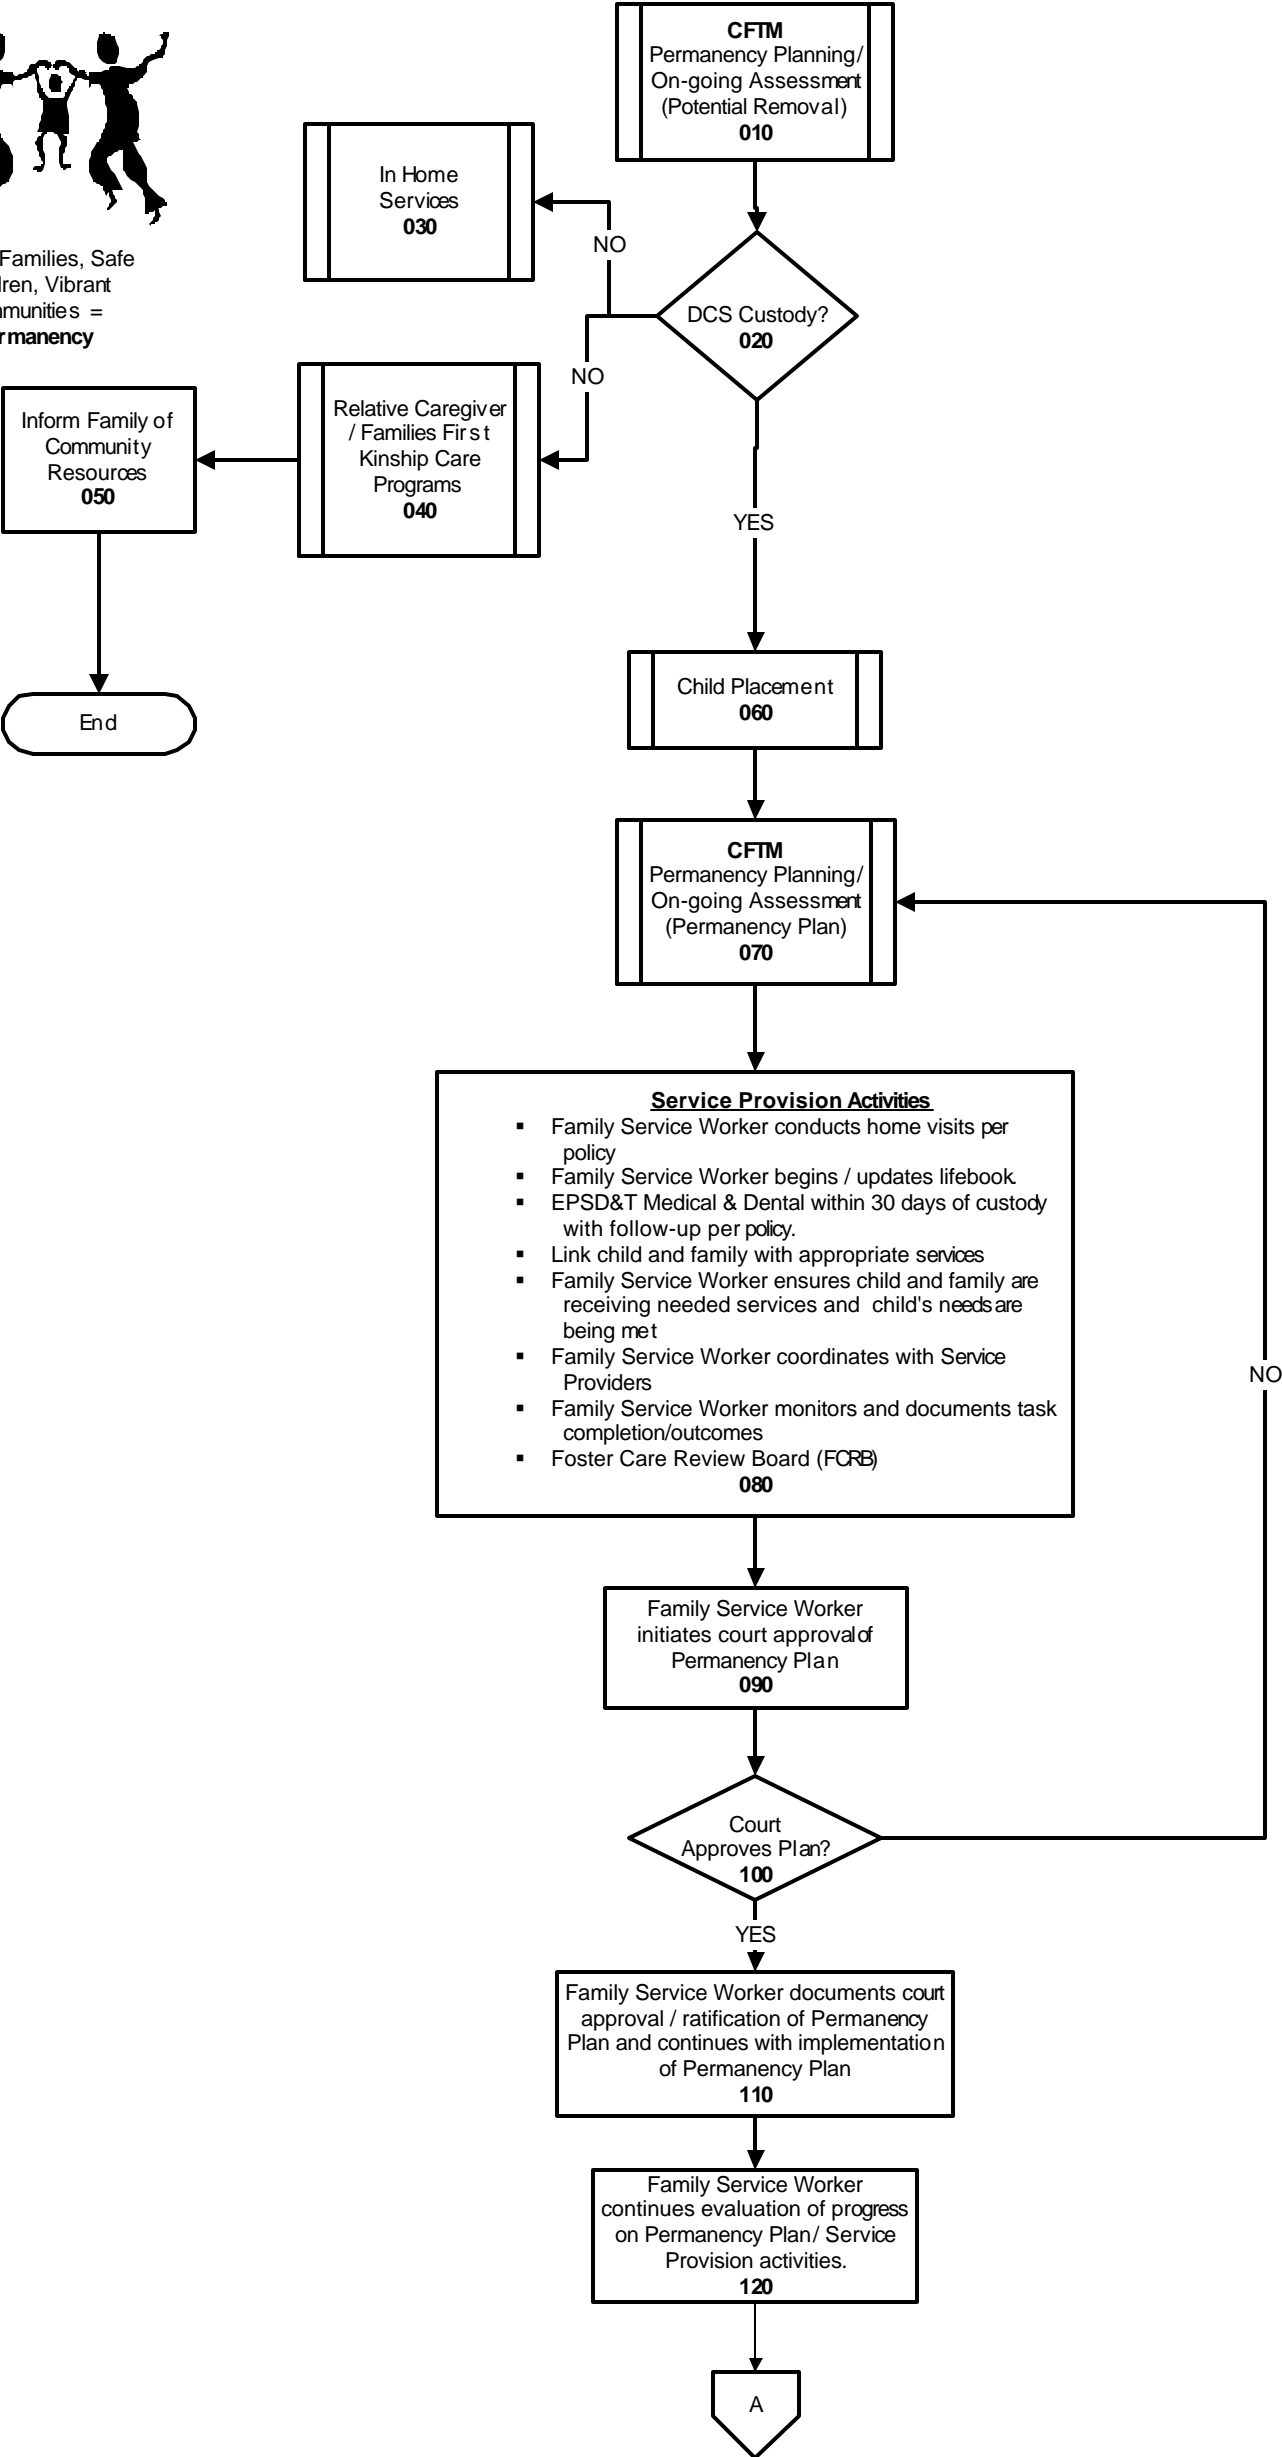 CFTM
Permanency Planning/
On-going Assessment
(Potential Removal)
010
In Home
Services
030
NO
Families, Safe
dren, Vibrant
munities =
rmanency
DCS Custody?
020
NO
Relative Caregiver
/ Families First
Kinship Care
Programs
040
Inform Family of
Community
Resources
050
YES
Child Placement
060
End
CFTM
Permanency Planning/
On-going Assessment
(Permanency Plan)
070
Service Provision Activities
▪ Family Service Worker conducts home visits per
policy
▪ Family Service Worker begins / updates lifebook.
▪ EPSD&T Medical & Dental within 30 days of custody
with follow-up per policy.
▪ Link child and family with appropriate services
▪ Family Service Worker ensures child and family are
receiving needed services and child's needs are
being met
▪ Family Service Worker coordinates with Service
Providers
▪ Family Service Worker monitors and documents task
completion/outcomes
▪ Foster Care Review Board (FCRB)
080
NO
Family Service Worker
initiates court approval of
Permanency Plan
090
Court
Approves Plan?
100
YES
Family Service Worker documents court
approval / ratification of Permanency
Plan and continues with implementation
of Permanency Plan
110
Family Service Worker
continues evaluation of progress
on Permanency Plan/ Service
Provision activities.
120
A